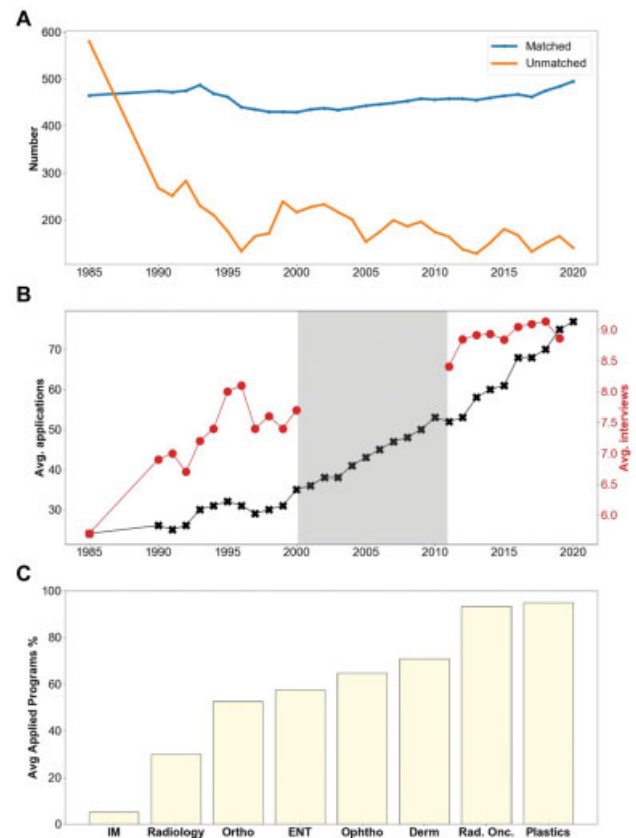 A
Matched
Unmatched
Number
500
400
300
200
1985 1990 1995 2000 2005 2010 2015 2020
B
Avg. applications
70
60
50
40
30
9.0
8.5
8.0
7.5
7.0
6.5
6.0
Avg. interviews
1985 1990 1995 2000 2005 2010 2015 2020
C
Avg Applied Programs %
100
80
60
40
20
0
IM Radiology Ortho ENT Ophtho Derm Rad. Onc. Plastics